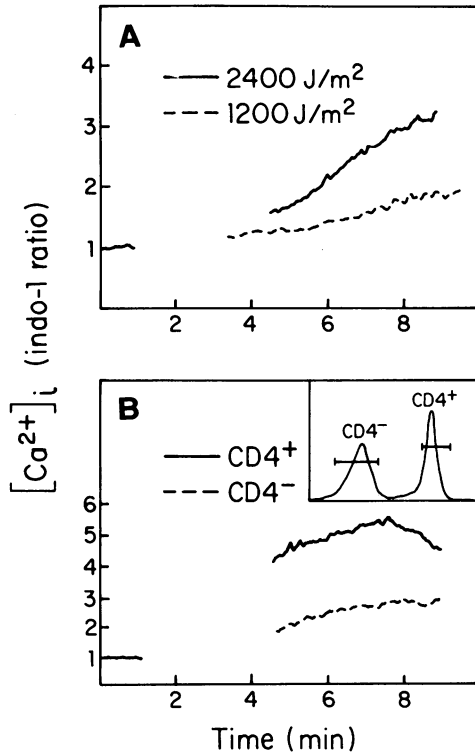 A
2400 J/m²
1200 J/m²
4
3
2
1
2 4 6 8
[Ca²⁺]ᵢ (indo-1 ratio)
B
CD4⁺
CD4⁻
CD4⁻
CD4⁺
6
5
4
3
2
1
2 4 6 8
Time (min)